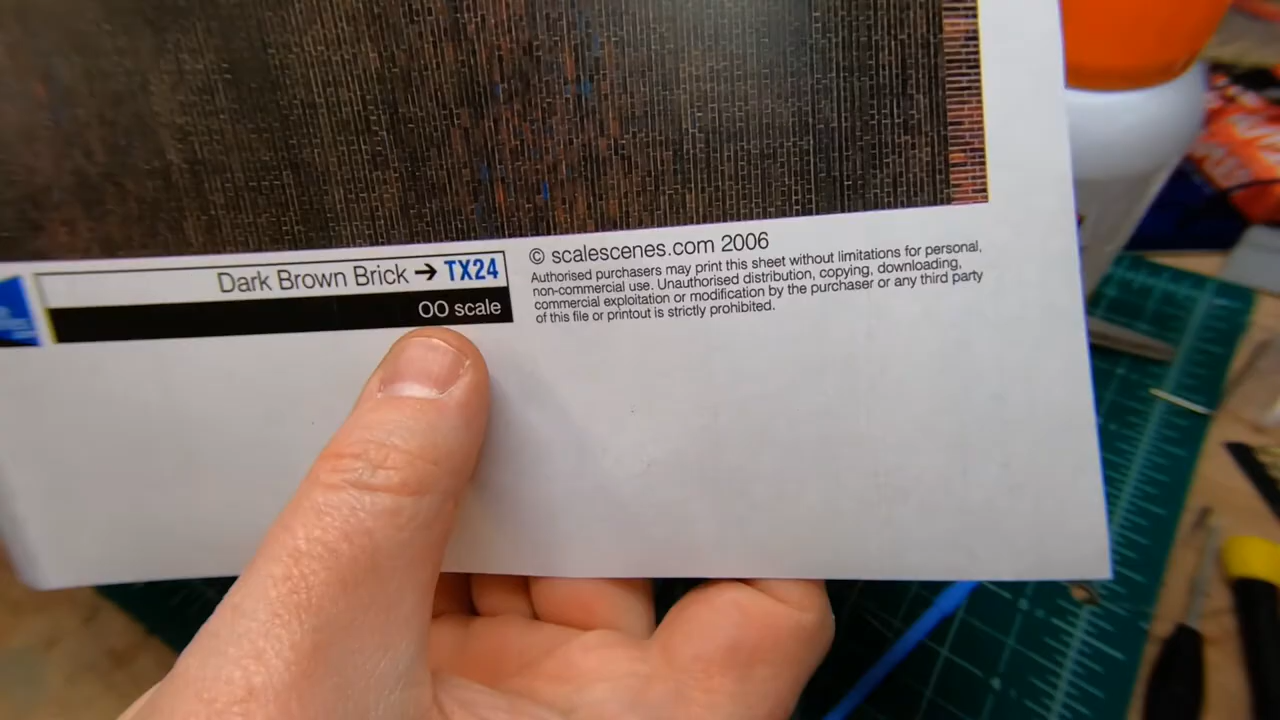 Dark Brown Brick → TX24
OO scale
© scalescenes.com 2006
Authorised purchasers may print this sheet without limitations for personal,
non-commercial use. Unauthorised distribution, copying, downloading,
commercial exploitation or modification by the purchaser or any third party
of this file or printout is strictly prohibited.